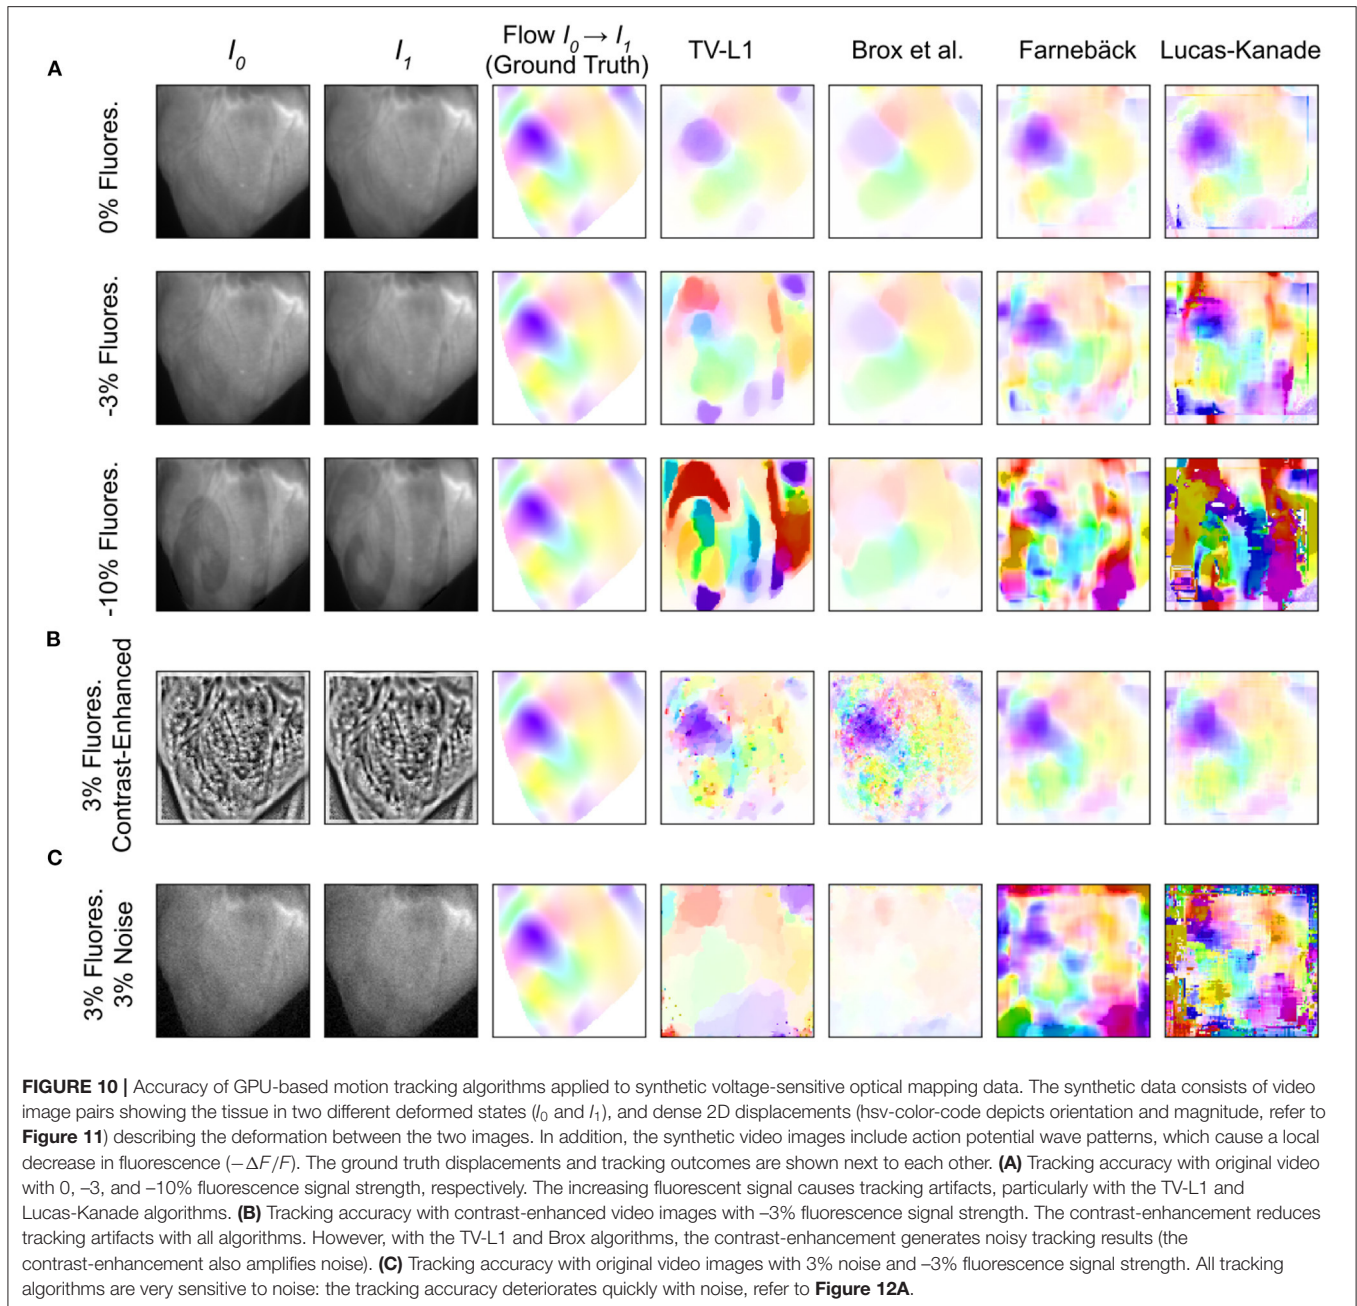 I0
I1
Flow I0 → I1
(Ground Truth)
TV-L1
Brox et al.
Farnebäck
Lucas-Kanade
A
0% Fluores.
-3% Fluores.
-10% Fluores.
B
3% Fluores.
Contrast-Enhanced
C
3% Fluores.
3% Noise
FIGURE 10 | Accuracy of GPU-based motion tracking algorithms applied to synthetic voltage-sensitive optical mapping data. The synthetic data consists of video
image pairs showing the tissue in two different deformed states (I0 and I1), and dense 2D displacements (hsv-color-code depicts orientation and magnitude, refer to
Figure 11) describing the deformation between the two images. In addition, the synthetic video images include action potential wave patterns, which cause a local
decrease in fluorescence (−ΔF/F). The ground truth displacements and tracking outcomes are shown next to each other. (A) Tracking accuracy with original video
with 0, –3, and –10% fluorescence signal strength, respectively. The increasing fluorescent signal causes tracking artifacts, particularly with the TV-L1 and
Lucas-Kanade algorithms. (B) Tracking accuracy with contrast-enhanced video images with –3% fluorescence signal strength. The contrast-enhancement reduces
tracking artifacts with all algorithms. However, with the TV-L1 and Brox algorithms, the contrast-enhancement generates noisy tracking results (the
contrast-enhancement also amplifies noise). (C) Tracking accuracy with original video images with 3% noise and –3% fluorescence signal strength. All tracking
algorithms are very sensitive to noise: the tracking accuracy deteriorates quickly with noise, refer to Figure 12A.